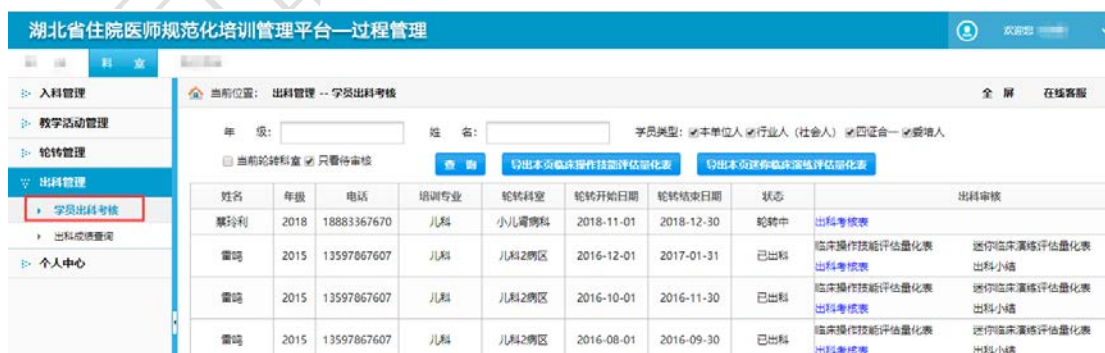 湖北省住院医师规范化培训管理平台—过程管理
欢迎您
科 室
入科管理
教学活动管理
轮转管理
出科管理
学员出科考核
出科成绩查询
个人中心
当前位置： 出科管理 -- 学员出科考核 全 屏 在线客服
年 级： 姓 名： 学员类型： 本单位人 行业人（社会人） 四证合一 委培人
当前轮转科室 只看待审核 查 询 导出本页临床操作技能评估量化表 导出本页迷你临床演练评估量化表
姓名 年级 电话 培训专业 轮转科室 轮转开始日期 轮转结束日期 状态 出科审核
玲利 2018 18883367670 儿科 小儿肾病科 2018-11-01 2018-12-30 轮转中 出科考核表
雷鸣 2015 13597867607 儿科 儿科2病区 2016-12-01 2017-01-31 已出科 临床操作技能评估量化表 迷你临床演练评估量化表
出科考核表 出科小结
雷鸣 2015 13597867607 儿科 儿科2病区 2016-10-01 2016-11-30 已出科 临床操作技能评估量化表 迷你临床演练评估量化表
出科考核表 出科小结
雷鸣 2015 13597867607 儿科 儿科2病区 2016-08-01 2016-09-30 已出科 临床操作技能评估量化表 迷你临床演练评估量化表
出科考核表 出科小结